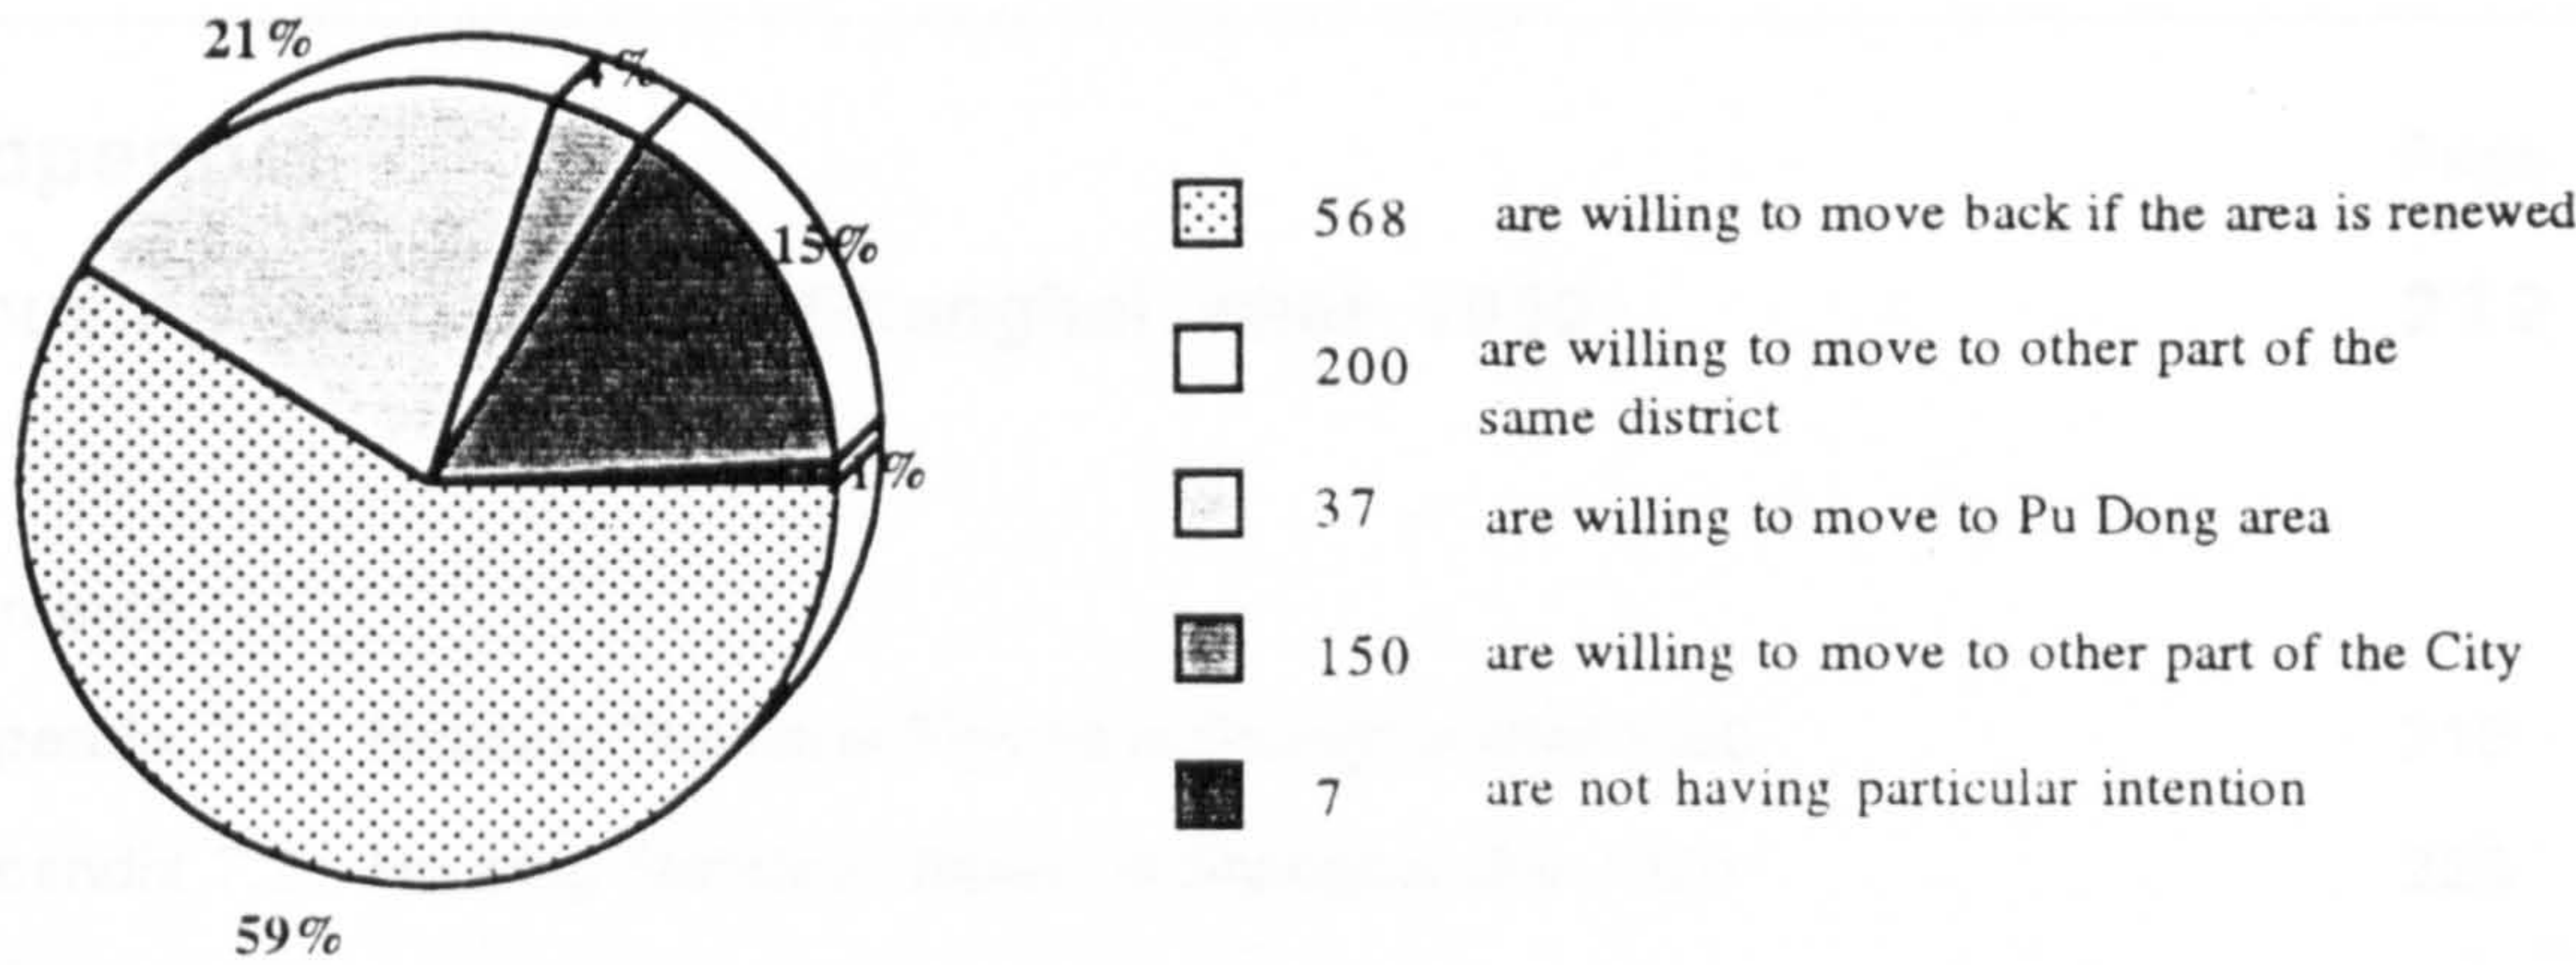 21%
%
15%
1%
59%
568 are willing to move back if the area is renewed
200 are willing to move to other part of the
same district
37 are willing to move to Pu Dong area
150 are willing to move to other part of the City
7 are not having particular intention